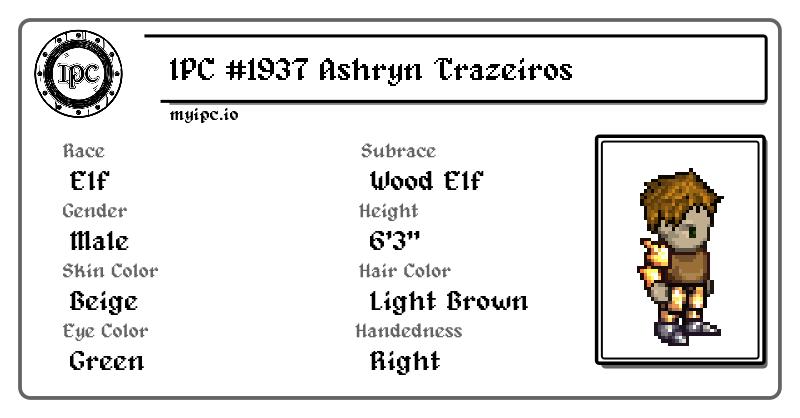 IPC
IPC #1937 Ashryn Trazeiros
myipc.io
Race
Subrace
Elf
Wood Elf
Gender
Height
Male
6'3"
Skin Color
Hair Color
Beige
Light Brown
Eye Color
Handedness
Green
Right